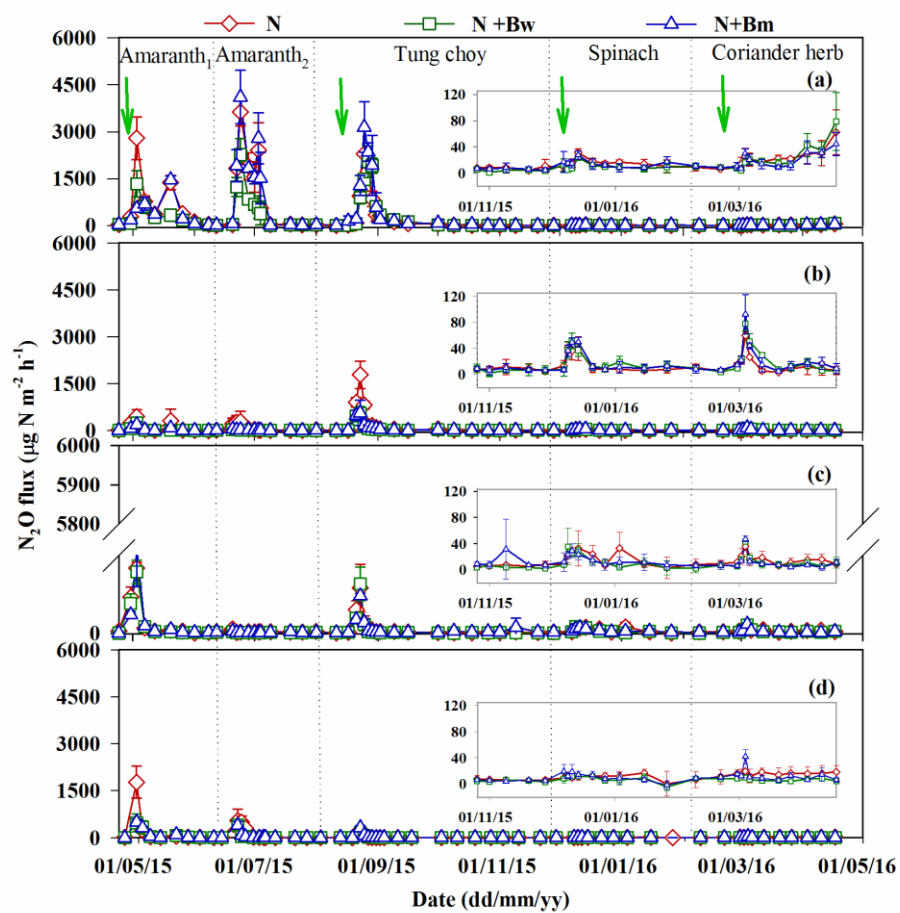 N N +Bw N+Bm
6000 Amaranth₁ Amaranth₂ Tung choy Spinach Coriander herb
(a)
4500
3000
1500
0
120
80
40
0
01/11/15 01/01/16 01/03/16
6000
(b)
4500
3000
1500
0
120
80
40
0
01/11/15 01/01/16 01/03/16
6000
(c)
5900
5800
0
120
80
40
0
01/11/15 01/01/16 01/03/16
6000
(d)
4500
3000
1500
0
120
80
40
0
01/11/15 01/01/16 01/03/16
N₂O flux (µg N m⁻² h⁻¹)
01/05/15 01/07/15 01/09/15 01/11/15 01/01/16 01/03/16 01/05/16
Date (dd/mm/yy)